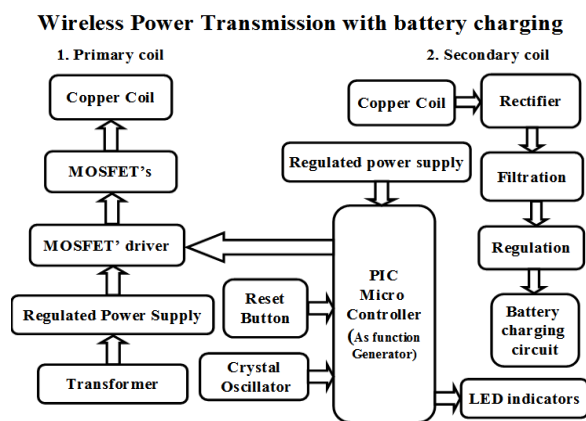 Wireless Power Transmission with battery charging
1. Primary coil
2. Secondary coil
Copper Coil
MOSFET's
MOSFET' driver
Regulated Power Supply
Transformer
Regulated power supply
Reset
Button
Crystal
Oscillator
PIC
Micro
Controller
(As function
Generator)
Copper Coil
Rectifier
Filtration
Regulation
Battery
charging
circuit
LED indicators